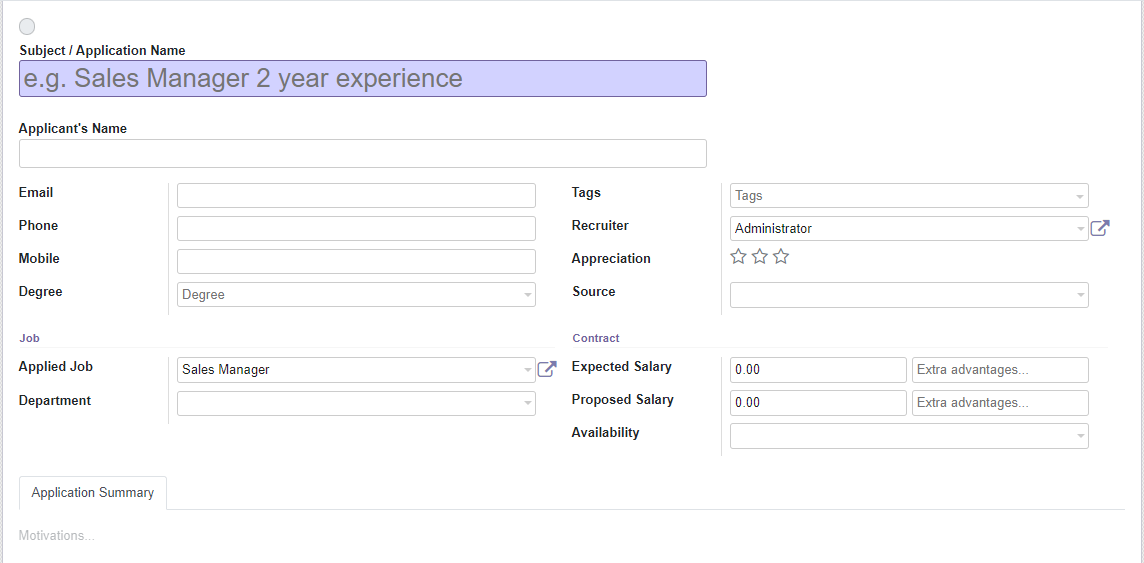 Subject / Application Name
e.g. Sales Manager 2 year experience
Applicant's Name
Email
Phone
Mobile
Degree Degree
Tags Tags
Recruiter Administrator
Appreciation
Source
Job
Applied Job Sales Manager
Department
Contract
Expected Salary 0.00 Extra advantages...
Proposed Salary 0.00 Extra advantages...
Availability
Application Summary
Motivations...